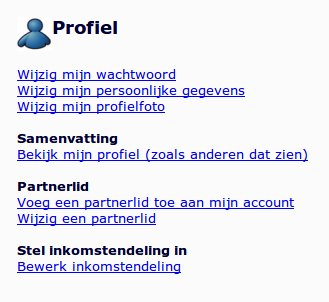 Profiel
Wijzig mijn wachtwoord
Wijzig mijn persoonlijke gegevens
Wijzig mijn profielfoto
Samenvatting
Bekijk mijn profiel (zoals anderen dat zien)
Partnerlid
Voeg een partnerlid toe aan mijn account
Wijzig een partnerlid
Stel inkomstendeling in
Bewerk inkomstendeling